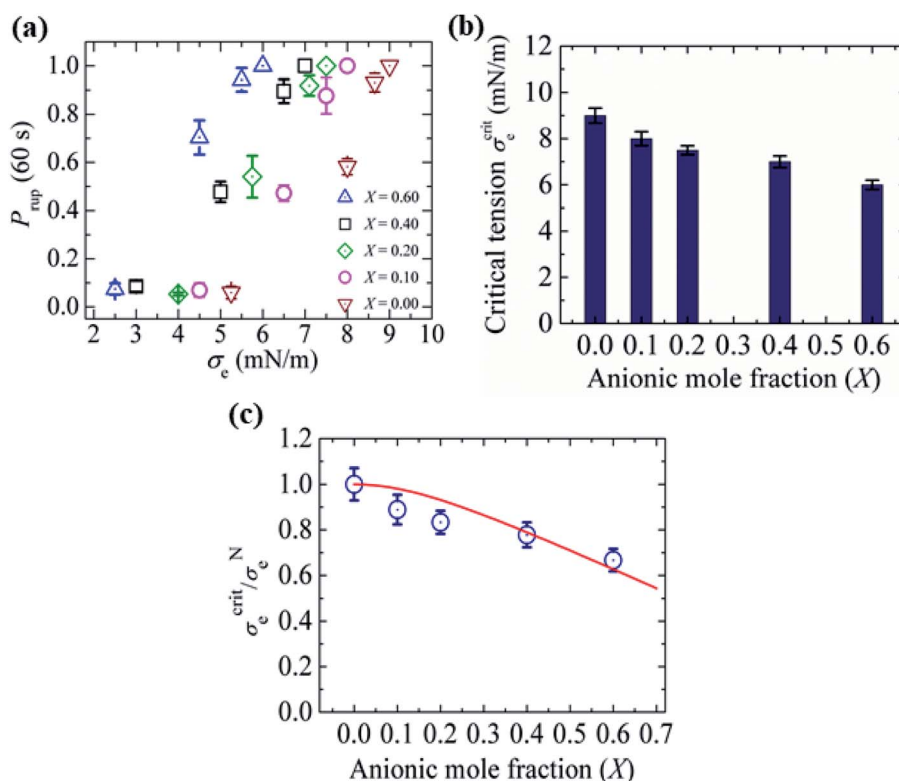 (a)
1.0
0.8
0.6
0.4
0.2
0.0
P_rup (60 s)
X = 0.60
X = 0.40
X = 0.20
X = 0.10
X = 0.00
2 3 4 5 6 7 8 9 10
σ_e (mN/m)
(b)
12
10
8
6
4
2
0
Critical tension σ_e^crit (mN/m)
0.0 0.1 0.2 0.3 0.4 0.5 0.6
Anionic mole fraction (X)
(c)
1.2
1.0
0.8
0.6
0.4
0.2
0.0
σ_e^crit/σ_e^N
0.0 0.1 0.2 0.3 0.4 0.5 0.6 0.7
Anionic mole fraction (X)